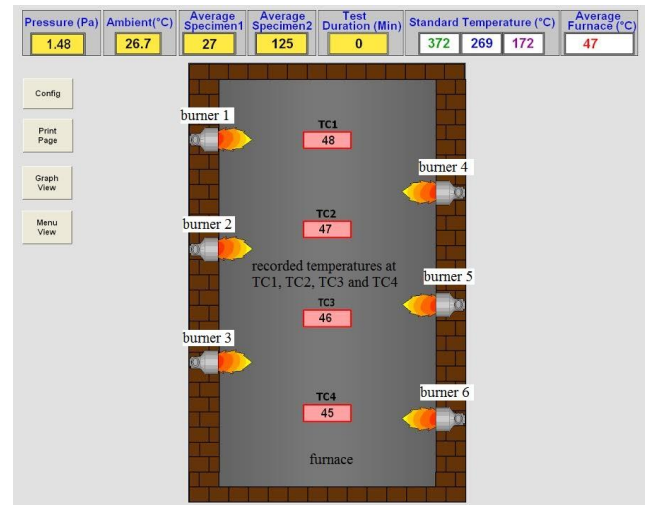 Pressure (Pa)
1.48
Ambient(°C)
26.7
Average
Specimen1
27
Average
Specimen2
125
Test
Duration (Min)
0
Standard Temperature (°C)
372 269 172
Average
Furnace (°C)
47
Config
Print
Page
Graph
View
Menu
View
burner 1
TC1
48
burner 4
burner 2
TC2
47
recorded temperatures at
TC1, TC2, TC3 and TC4
burner 5
TC3
46
burner 3
TC4
45
burner 6
furnace